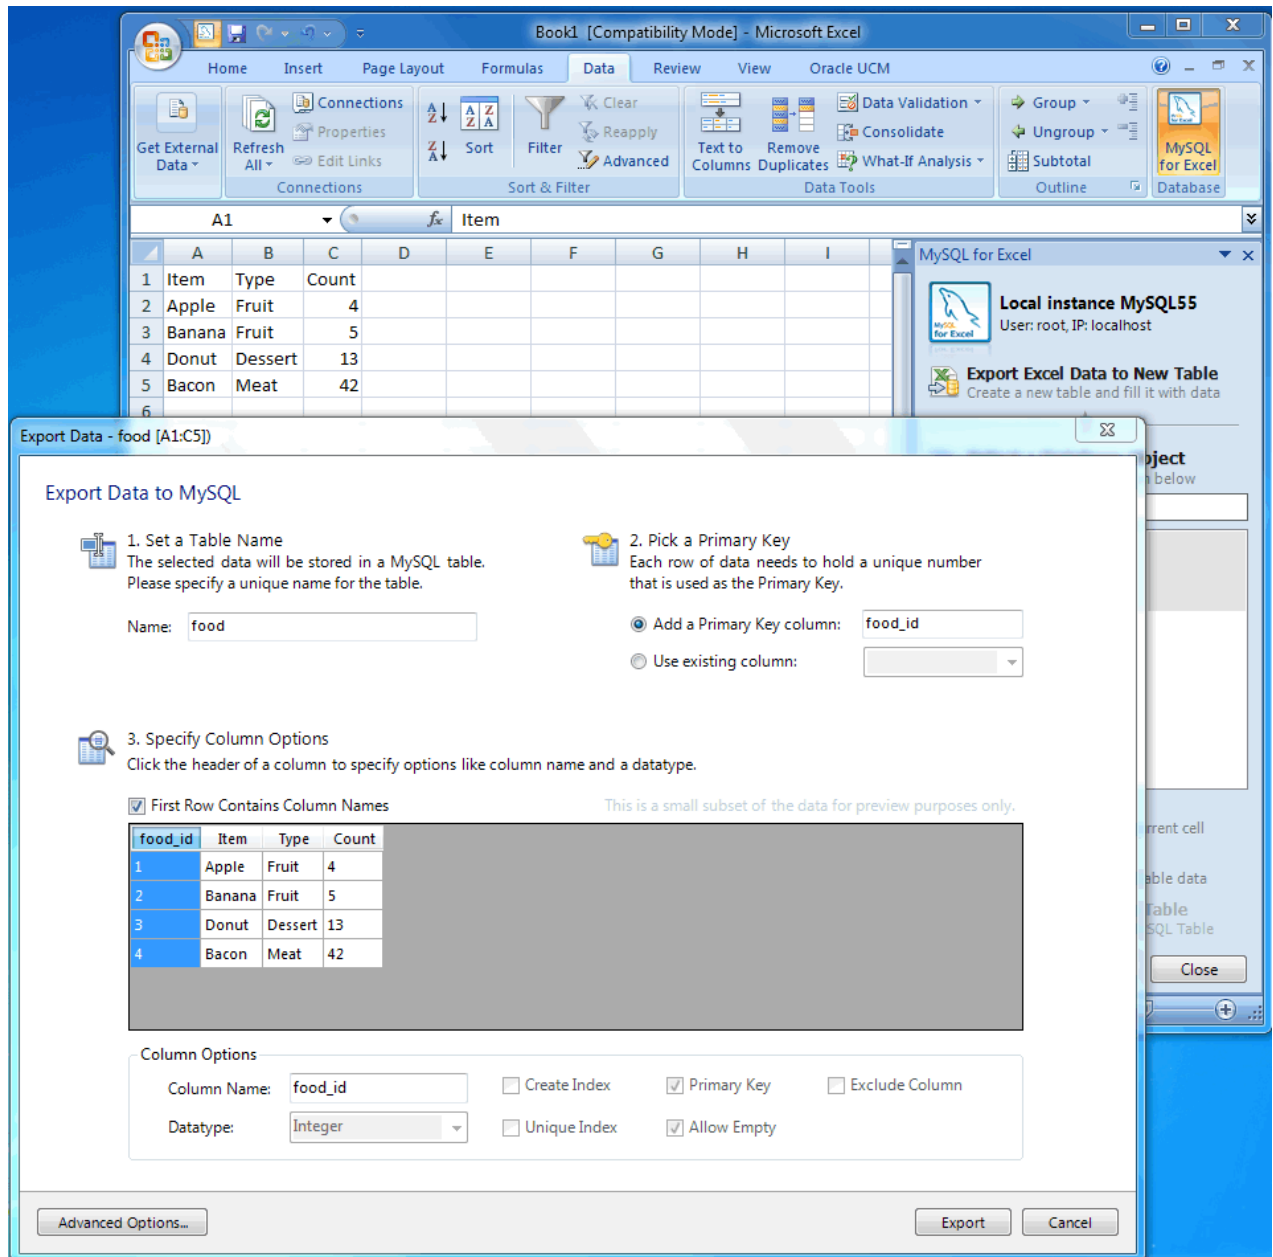 Book1 [Compatibility Mode] - Microsoft Excel
Home Insert Page Layout Formulas Data Review View Oracle UCM
Get External Data
Refresh All
Connections
Properties
Edit Links
Connections
Sort
Filter
Clear
Reapply
Advanced
Sort & Filter
Text to Columns
Remove Duplicates
Data Validation
Consolidate
What-If Analysis
Data Tools
Group
Ungroup
Subtotal
Outline
MySQL for Excel
Database
A1 fx Item
A B C D E F G H I
1 Item Type Count
2 Apple Fruit 4
3 Banana Fruit 5
4 Donut Dessert 13
5 Bacon Meat 42
6
MySQL for Excel
MySQL for Excel
Local instance MySQL55
User: root, IP: localhost
Export Excel Data to New Table
Create a new table and fill it with data
bject
below
rrent cell
able data
Table
SQL Table
Close
Export Data - food [A1:C5])
Export Data to MySQL
1. Set a Table Name
The selected data will be stored in a MySQL table.
Please specify a unique name for the table.
Name: food
2. Pick a Primary Key
Each row of data needs to hold a unique number
that is used as the Primary Key.
Add a Primary Key column: food_id
Use existing column:
3. Specify Column Options
Click the header of a column to specify options like column name and a datatype.
First Row Contains Column Names This is a small subset of the data for preview purposes only.
food_id Item Type Count
1 Apple Fruit 4
2 Banana Fruit 5
3 Donut Dessert 13
4 Bacon Meat 42
Column Options
Column Name: food_id Create Index Primary Key Exclude Column
Datatype: Integer Unique Index Allow Empty
Advanced Options... Export Cancel